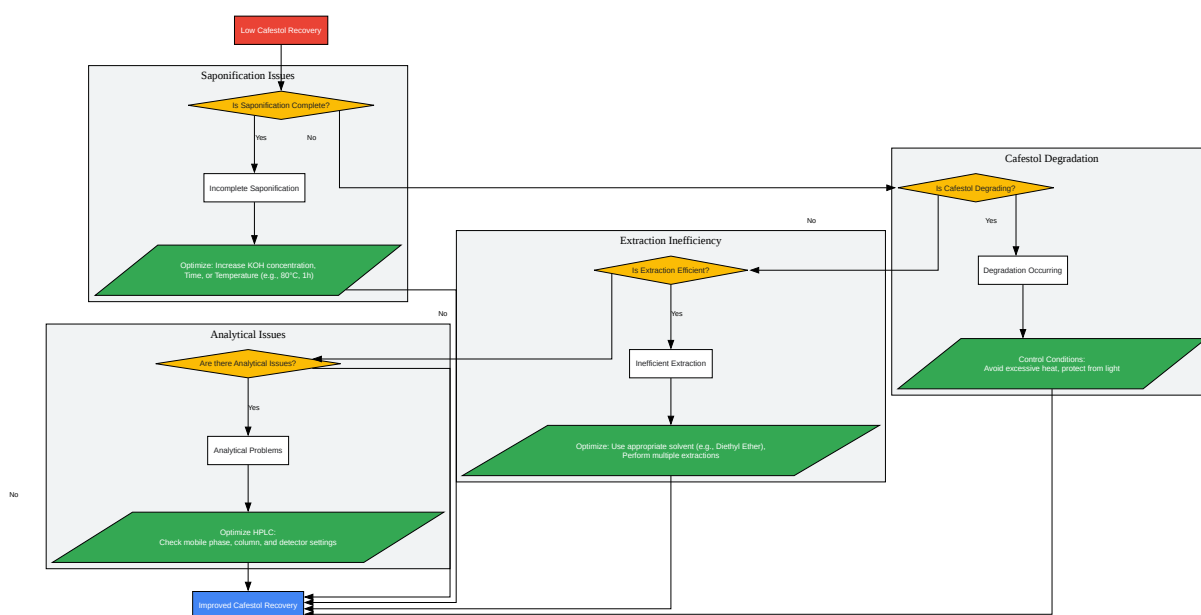 Low Cafestol Recovery
Saponification Issues
Is Saponification Complete?
Yes
No
Incomplete Saponification
Optimize: Increase KOH concentration,
Time, or Temperature (e.g., 80°C, 1h)
Cafestol Degradation
Is Cafestol Degrading?
No
Yes
Degradation Occurring
Control Conditions:
Avoid excessive heat, protect from light
Extraction Inefficiency
Is Extraction Efficient?
No
Yes
Inefficient Extraction
Optimize: Use appropriate solvent (e.g., Diethyl Ether),
Perform multiple extractions
Analytical Issues
Are there Analytical Issues?
Yes
No
Analytical Problems
Optimize HPLC:
Check mobile phase, column, and detector settings
Improved Cafestol Recovery